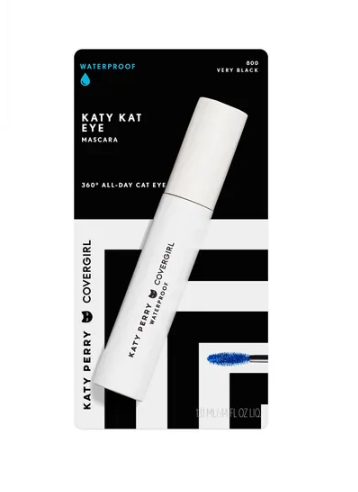 WATERPROOF
800
VERY BLACK
KATY KAT
EYE
MASCARA
360° ALL-DAY CAT EYE
KATY PERRY COVERGIRL
KATY PERRY COVERGIRL
WATERPROOF